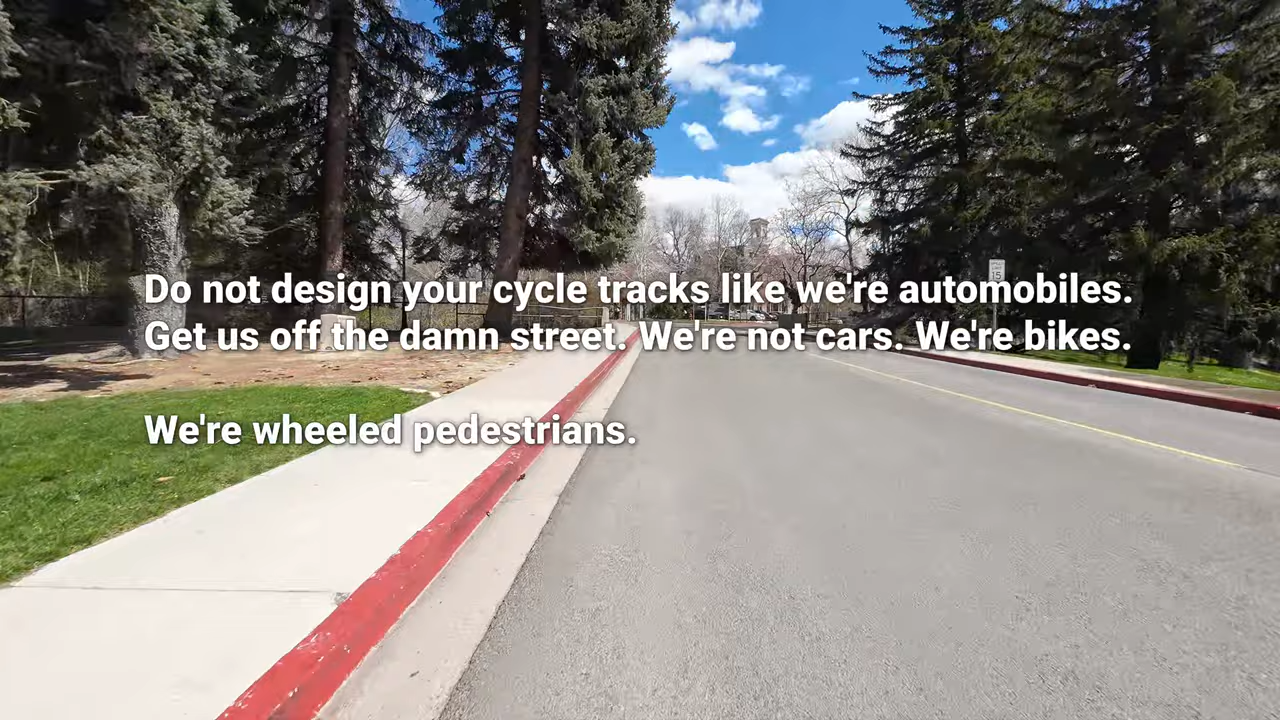 Do not design your cycle tracks like we're automobiles.
Get us off the damn street. We're not cars. We're bikes.
We're wheeled pedestrians.
15